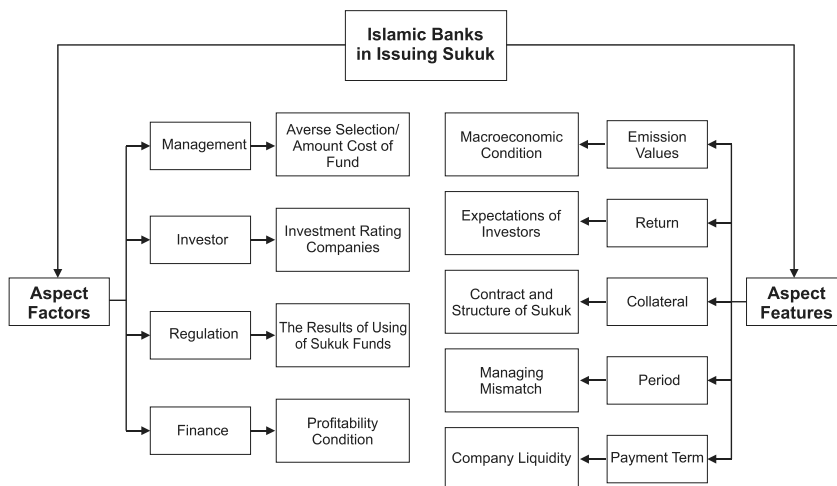 Islamic Banks
in Issuing Sukuk
Aspect
Factors
Management
Averse Selection/
Amount Cost of
Fund
Investor
Investment Rating
Companies
Regulation
The Results of Using
of Sukuk Funds
Finance
Profitability
Condition
Macroeconomic
Condition
Emission
Values
Expectations of
Investors
Return
Contract and
Structure of Sukuk
Collateral
Managing
Mismatch
Period
Company Liquidity
Payment Term
Aspect
Features